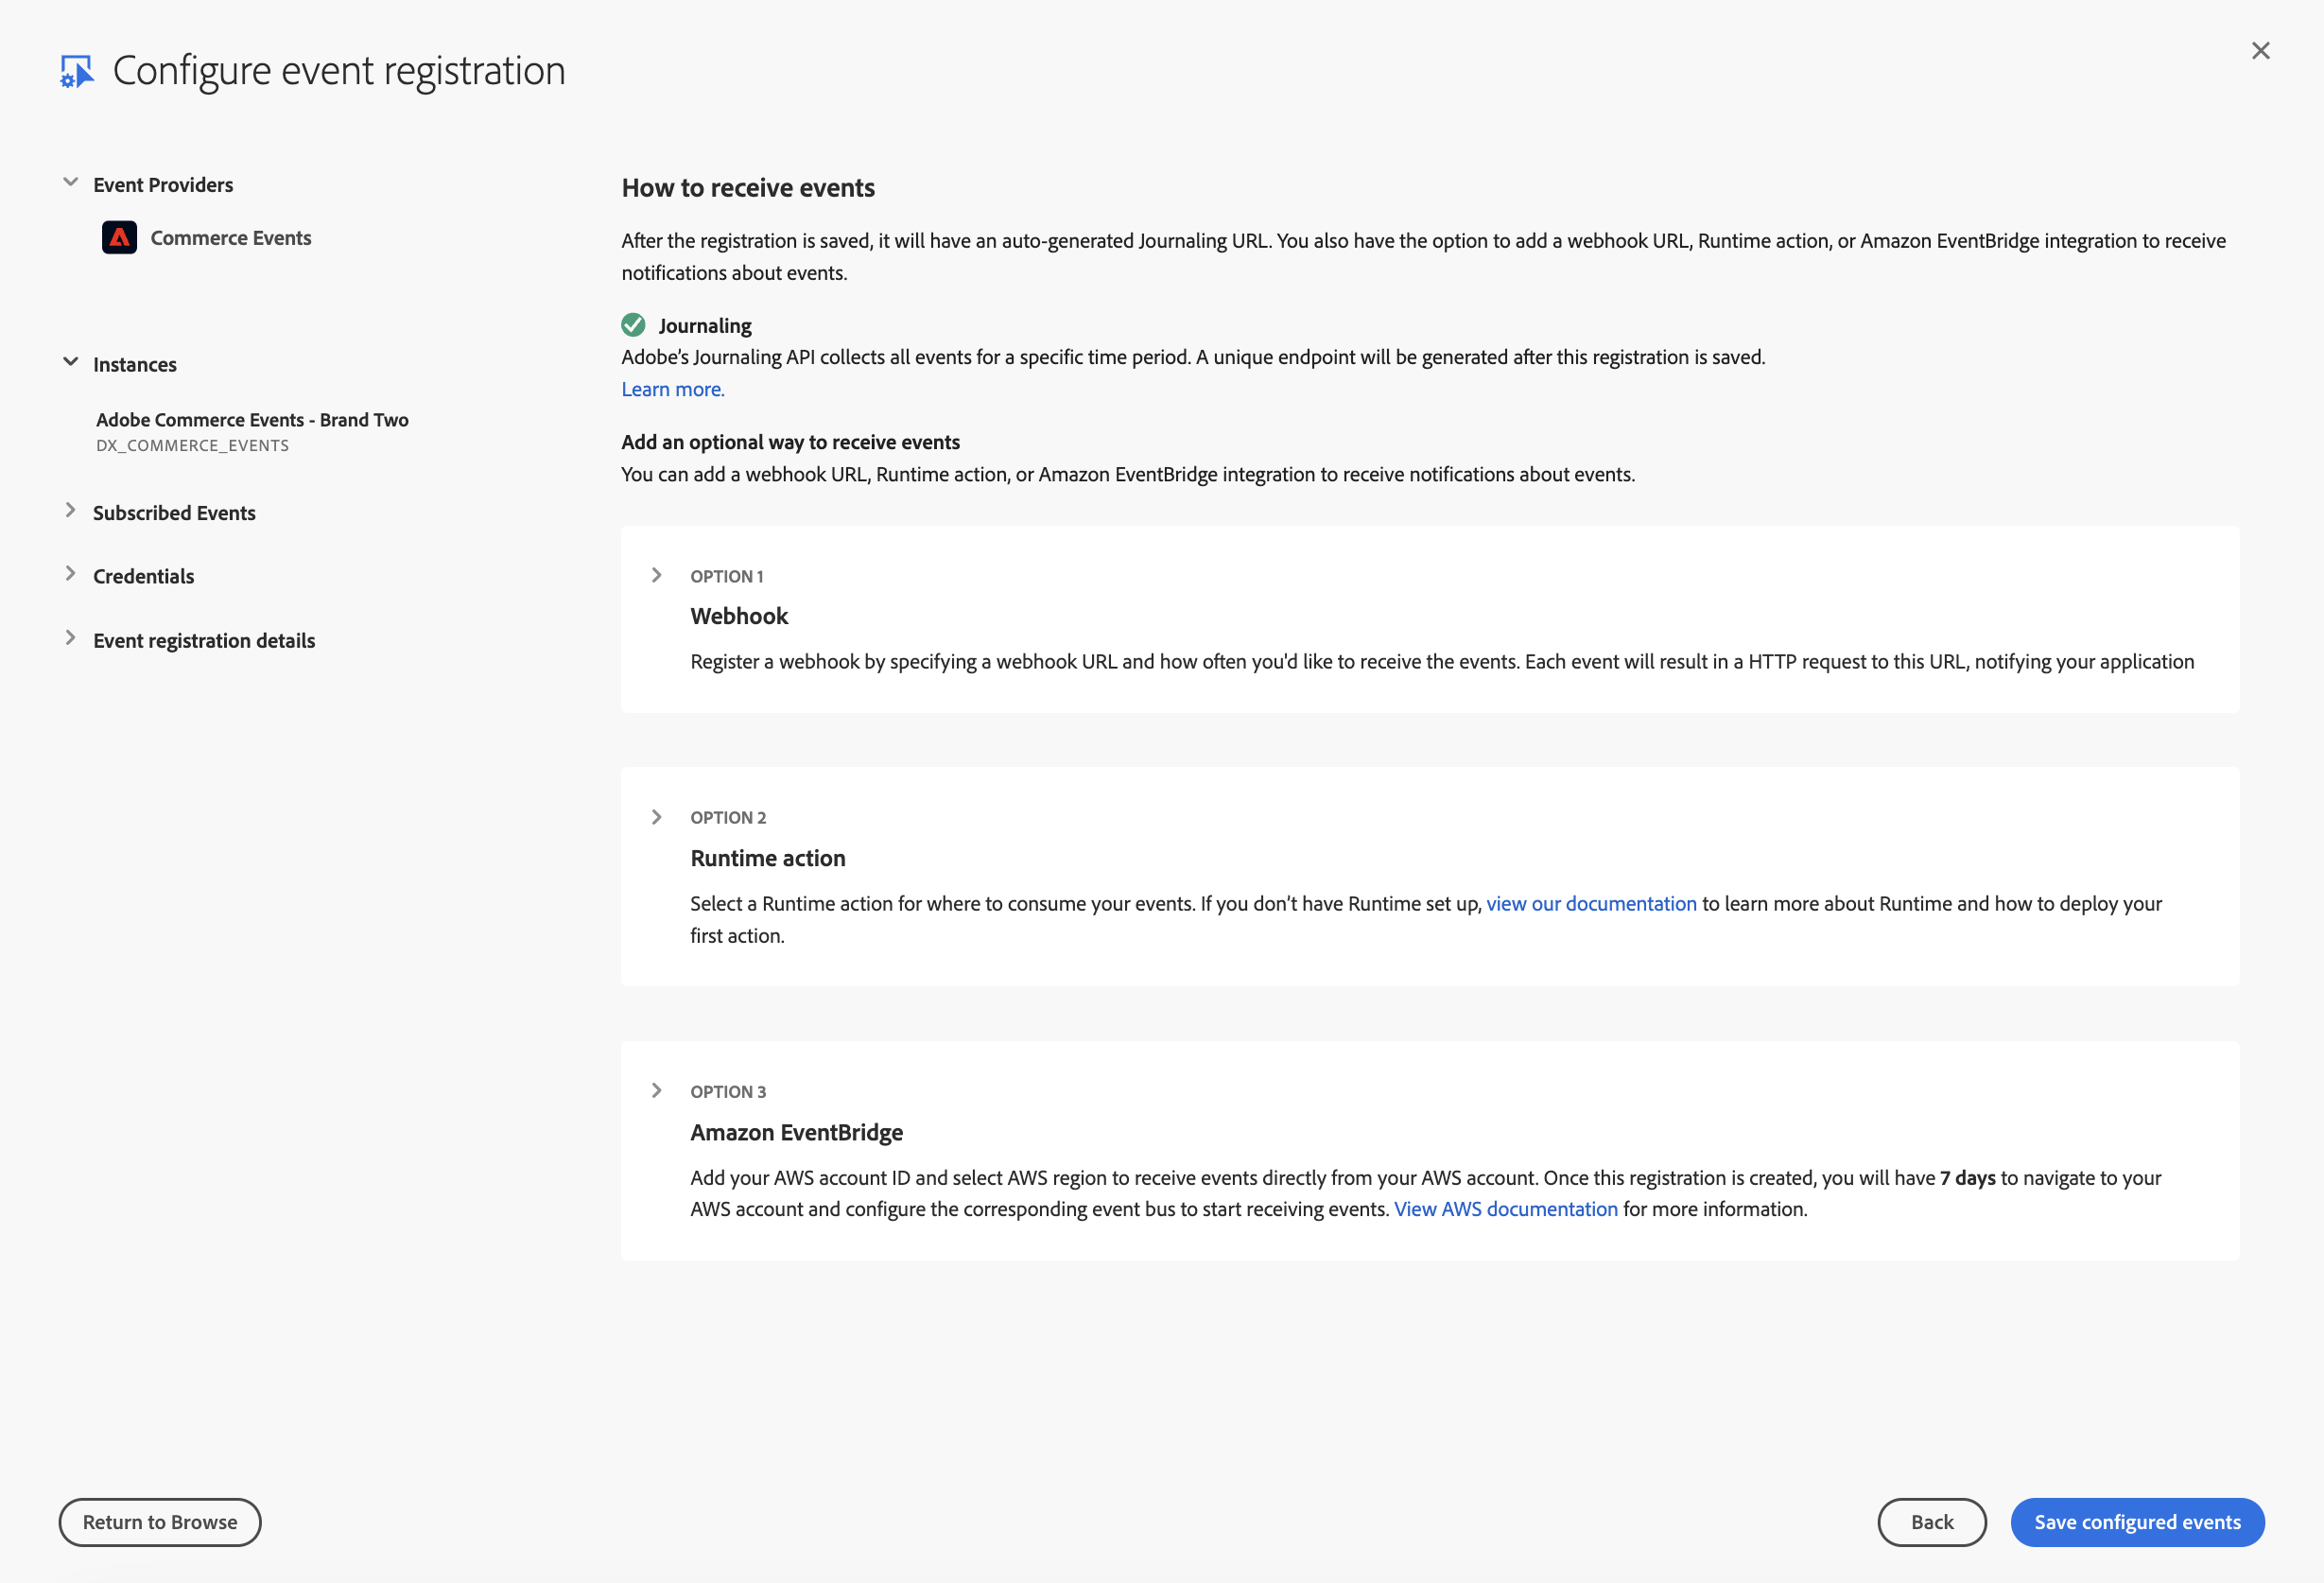 Configure event registration
Event Providers
Commerce Events
Instances
Adobe Commerce Events - Brand Two
DX_COMMERCE_EVENTS
Subscribed Events
Credentials
Event registration details
How to receive events
After the registration is saved, it will have an auto-generated Journaling URL. You also have the option to add a webhook URL, Runtime action, or Amazon EventBridge integration to receive
notifications about events.
Journaling
Adobe’s Journaling API collects all events for a specific time period. A unique endpoint will be generated after this registration is saved.
Learn more.
Add an optional way to receive events
You can add a webhook URL, Runtime action, or Amazon EventBridge integration to receive notifications about events.
OPTION 1
Webhook
Register a webhook by specifying a webhook URL and how often you'd like to receive the events. Each event will result in a HTTP request to this URL, notifying your application
OPTION 2
Runtime action
Select a Runtime action for where to consume your events. If you don’t have Runtime set up, view our documentation to learn more about Runtime and how to deploy your
first action.
OPTION 3
Amazon EventBridge
Add your AWS account ID and select AWS region to receive events directly from your AWS account. Once this registration is created, you will have 7 days to navigate to your
AWS account and configure the corresponding event bus to start receiving events. View AWS documentation for more information.
Return to Browse
Back
Save configured events